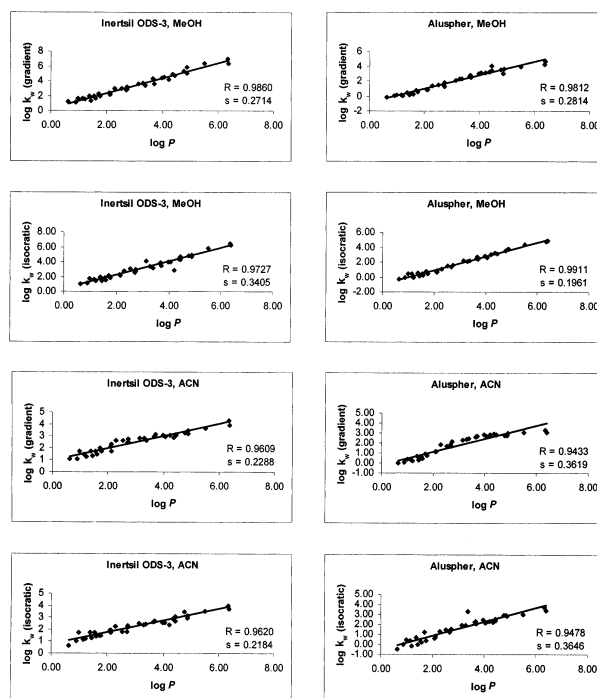 Inertsil ODS-3, MeOH
log k_w (gradient)
8
6
4
2
0
0.00 2.00 4.00 6.00 8.00
log P
R = 0.9860
s = 0.2714
Aluspher, MeOH
log k_w (gradient)
6
4
2
0
-2
0.00 2.00 4.00 6.00 8.00
log P
R = 0.9812
s = 0.2814
Inertsil ODS-3, MeOH
log k_w (isocratic)
8.00
6.00
4.00
2.00
0.00
0.00 2.00 4.00 6.00 8.00
log P
R = 0.9727
s = 0.3405
Aluspher, MeOH
log k_w (isocratic)
6.00
4.00
2.00
0.00
-2.00
0.00 2.00 4.00 6.00 8.00
log P
R = 0.9911
s = 0.1961
Inertsil ODS-3, ACN
log k_w (gradient)
5
4
3
2
1
0
0.00 2.00 4.00 6.00 8.00
log P
R = 0.9609
s = 0.2288
Aluspher, ACN
log k_w (gradient)
5.00
4.00
3.00
2.00
1.00
0.00
-1.00
0.00 2.00 4.00 6.00 8.00
log P
R = 0.9433
s = 0.3619
Inertsil ODS-3, ACN
log k_w (isocratic)
5
4
3
2
1
0
0.00 2.00 4.00 6.00 8.00
log P
R = 0.9620
s = 0.2184
Aluspher, ACN
log k_w (isocratic)
5.00
4.00
3.00
2.00
1.00
0.00
-1.00
0.00 2.00 4.00 6.00 8.00
log P
R = 0.9478
s = 0.3646